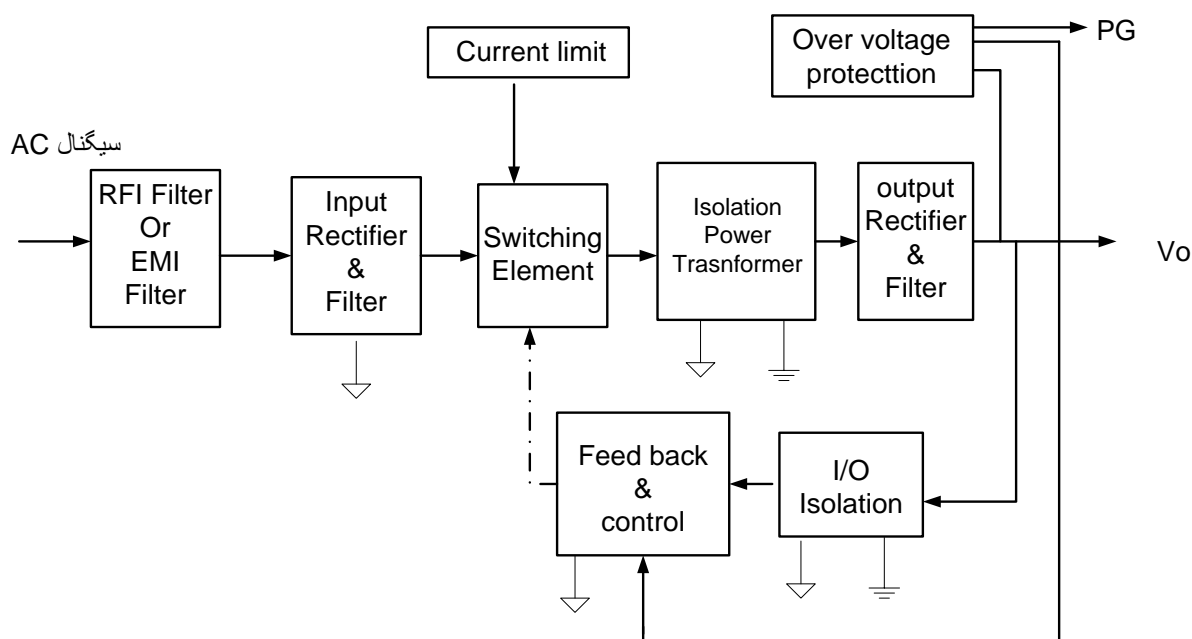 Current limit
Over voltage
protecttion
PG
سیگنال AC
RFI Filter
Or
EMI
Filter
Input
Rectifier
&
Filter
Switching
Element
Isolation
Power
Trasnformer
output
Rectifier
&
Filter
Vo
Feed back
&
control
I/O
Isolation